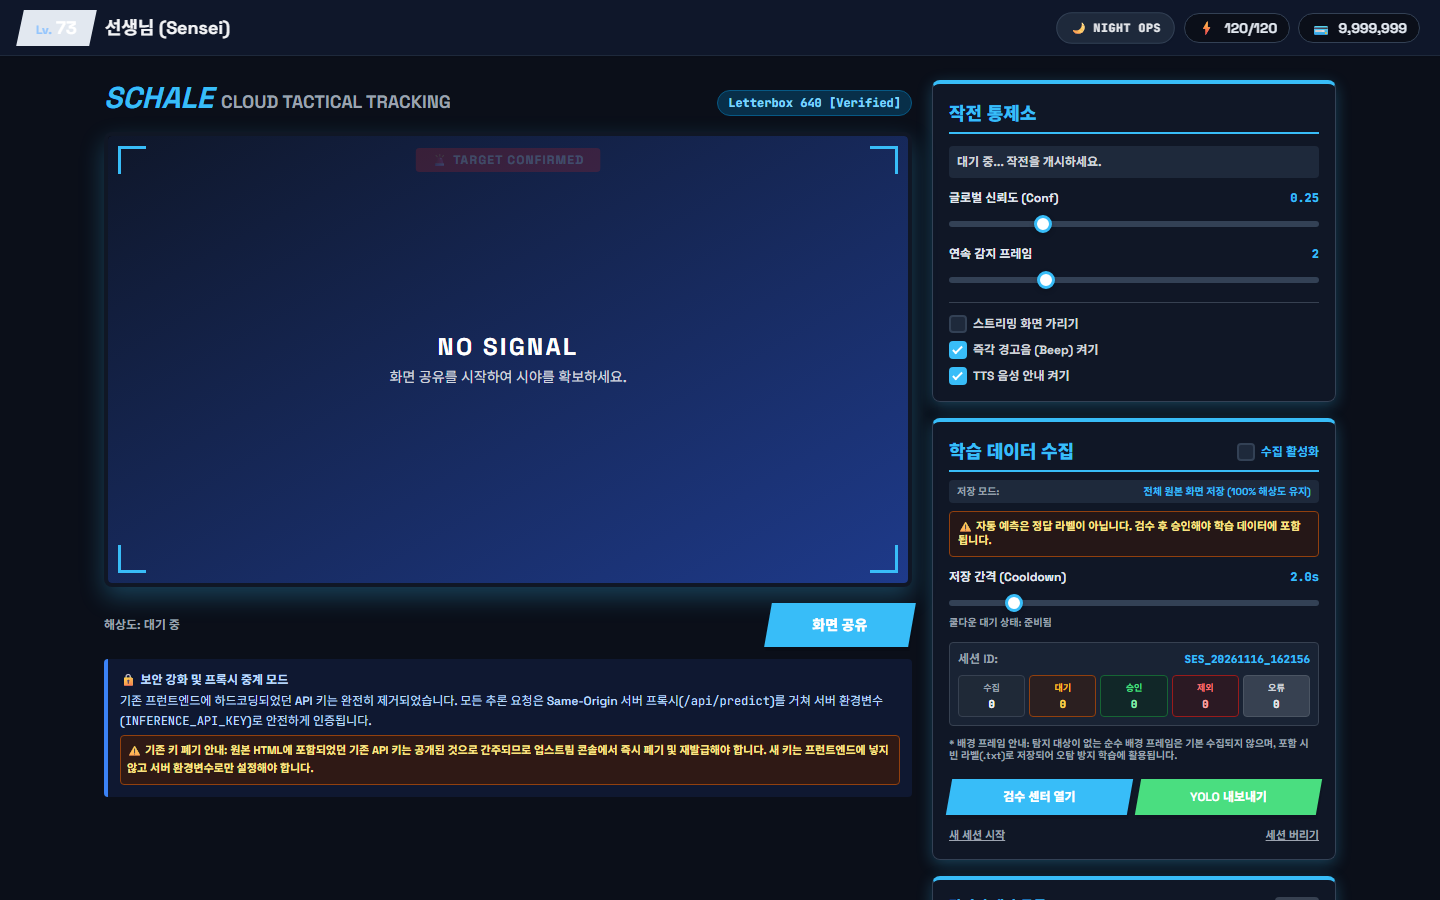 Lv. 73
선생님 (Sensei)
NIGHT OPS
120/120
9,999,999
SCHALE CLOUD TACTICAL TRACKING
Letterbox 640 [Verified]
TARGET CONFIRMED
NO SIGNAL
화면 공유를 시작하여 시야를 확보하세요.
해상도: 대기 중
화면 공유
보안 강화 및 프록시 중계 모드
기존 프런트엔드에 하드코딩되었던 API 키는 완전히 제거되었습니다. 모든 추론 요청은 Same-Origin 서버 프록시(/api/predict)를 거쳐 서버 환경변수
(INFERENCE_API_KEY)로 안전하게 인증됩니다.
기존 키 폐기 안내: 원본 HTML에 포함되었던 기존 API 키는 공개된 것으로 간주되므로 업스트림 콘솔에서 즉시 폐기 및 재발급해야 합니다. 새 키는 프런트엔드에 넣지
않고 서버 환경변수로만 설정해야 합니다.
작전 통제소
대기 중... 작전을 개시하세요.
글로벌 신뢰도 (Conf)
0.25
연속 감지 프레임
2
스트리밍 화면 가리기
즉각 경고음 (Beep) 켜기
TTS 음성 안내 켜기
학습 데이터 수집
수집 활성화
저장 모드:
전체 원본 화면 저장 (100% 해상도 유지)
자동 예측은 정답 라벨이 아닙니다. 검수 후 승인해야 학습 데이터에 포함
됩니다.
저장 간격 (Cooldown)
2.0s
쿨다운 대기 상태: 준비됨
세션 ID:
SES_20261116_162156
수집
대기
승인
제외
오류
0
0
0
0
0
* 배경 프레임 안내: 탐지 대상이 없는 순수 배경 프레임은 기본 수집되지 않으며, 포함 시
빈 라벨(.txt)로 저장되어 오탐 방지 학습에 활용됩니다.
검수 센터 열기
YOLO 내보내기
새 세션 시작
세션 버리기